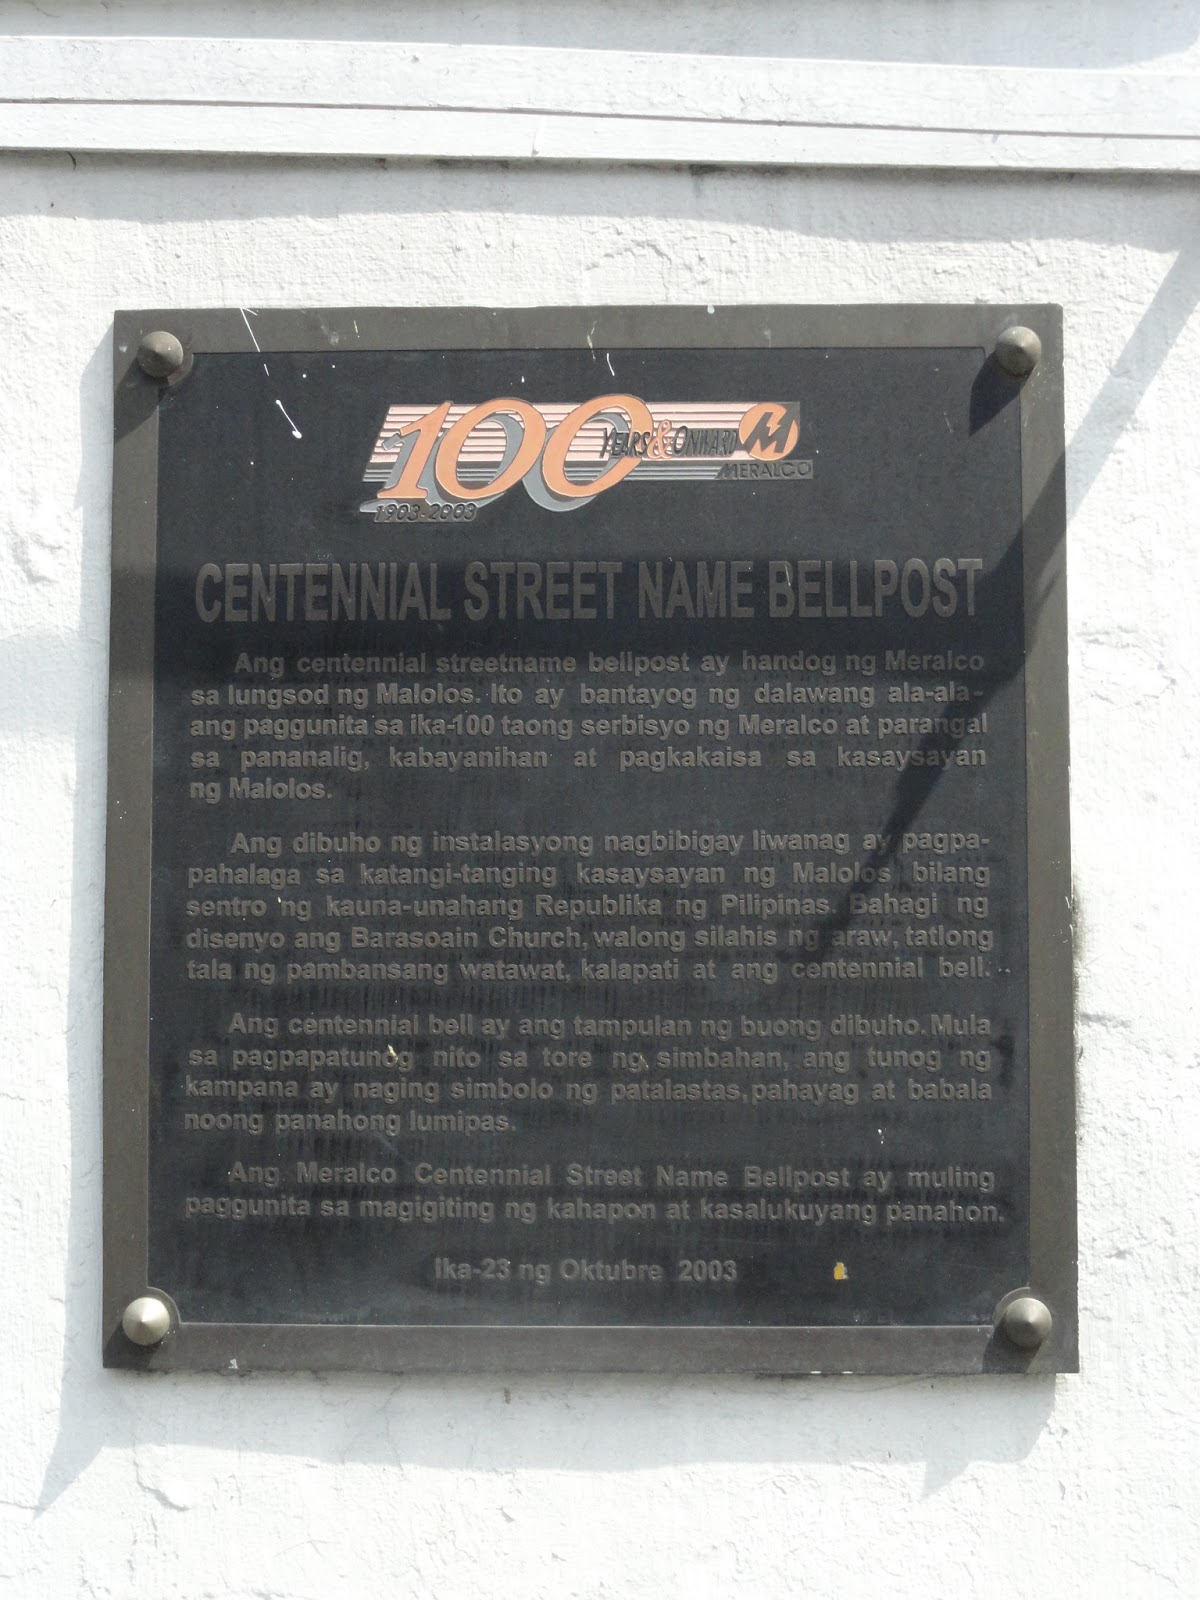 100 YEARS & ONWARD
MERALCO
1903-2003
CENTENNIAL STREET NAME BELLPOST
Ang centennial streetname bellpost ay handog ng Meralco
sa lungsod ng Malolos. Ito ay bantayog ng dalawang ala-ala-
ang paggunita sa ika-100 taong serbisyo ng Meralco at parangal
sa pananalig, kabayanihan at pagkakaisa sa kasaysayan
ng Malolos.
Ang dibuho ng instalasyong nagbibigay liwanag ay pagpa-
pahalaga sa katangi-tanging kasaysayan ng Malolos bilang
sentro ng kauna-unahang Republika ng Pilipinas. Bahagi ng
disenyo ang Barasoain Church, walong silahis ng araw, tatlong
tala ng pambansang watawat, kalapati at ang centennial bell.
Ang centennial bell ay ang tampulan ng buong dibuho. Mula
sa pagpapatunog nito sa tore ng simbahan, ang tunog ng
kampana ay naging simbolo ng patalastas, pahayag at babala
noong panahong lumipas.
Ang Meralco Centennial Street Name Bellpost ay muling
paggunita sa magigiting ng kahapon at kasalukuyang panahon.
Ika-23 ng Oktubre 2003